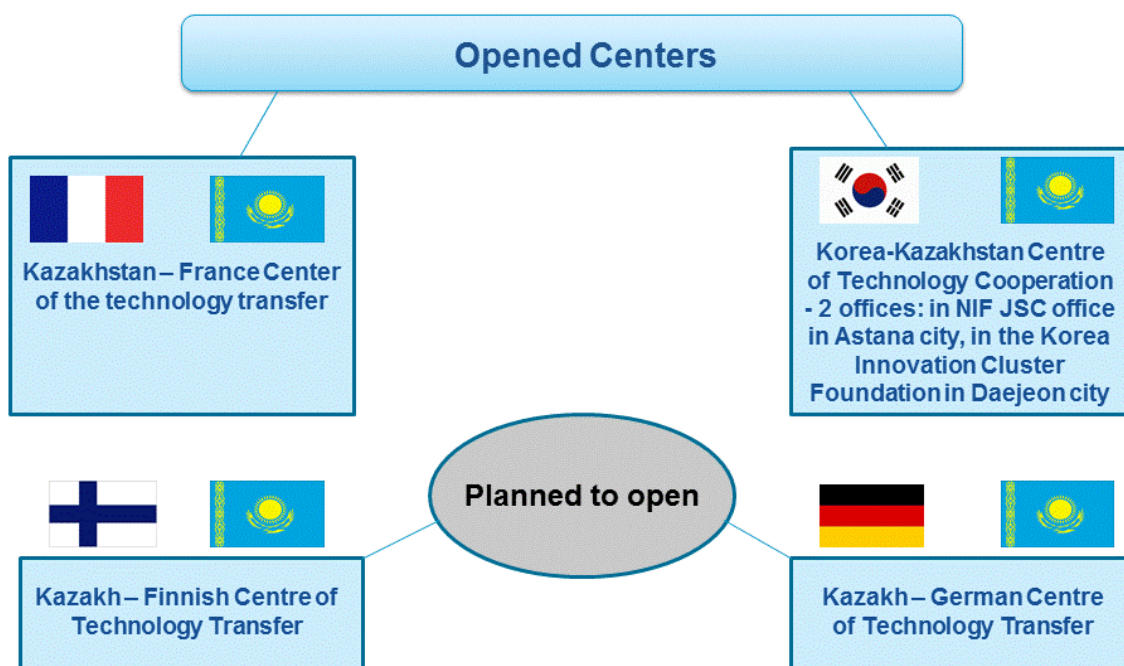 Opened Centers
Kazakhstan – France Center
of the technology transfer
Korea-Kazakhstan Centre
of Technology Cooperation
- 2 offices: in NIF JSC office
in Astana city, in the Korea
Innovation Cluster
Foundation in Daejeon city
Planned to open
Kazakh – Finnish Centre of
Technology Transfer
Kazakh – German Centre
of Technology Transfer